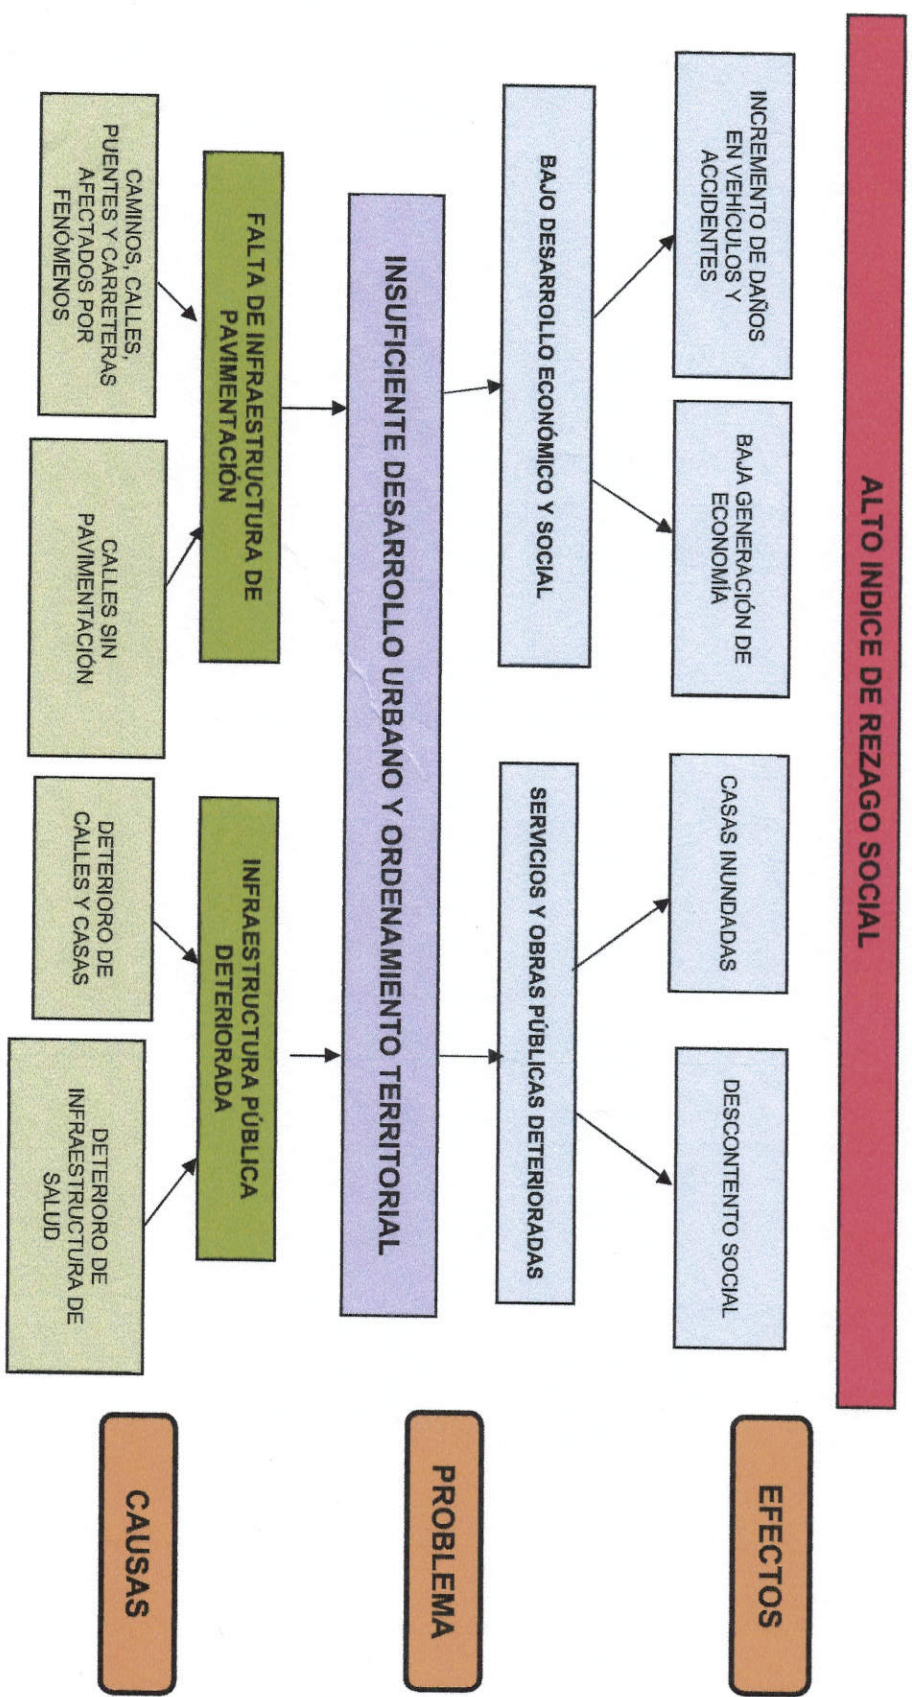 ALTO INDICE DE REZAGO SOCIAL
INCREMENTO DE DAÑOS
EN VEHÍCULOS Y
ACCIDENTES
BAJA GENERACIÓN DE
ECONOMÍA
CASAS INUNDADAS
DESCONTENTO SOCIAL
EFECTOS
BAJO DESARROLLO ECONÓMICO Y SOCIAL
SERVICIOS Y OBRAS PÚBLICAS DETERIORADAS
INSUFICIENTE DESARROLLO URBANO Y ORDENAMIENTO TERRITORIAL
PROBLEMA
FALTA DE INFRAESTRUCTURA DE
PAVIMENTACIÓN
INFRAESTRUCTURA PÚBLICA
DETERIORADA
CAMINOS, CALLES,
PUENTES Y CARRETERAS
AFECTADOS POR
FENÓMENOS
CALLES SIN
PAVIMENTACIÓN
DETERIORO DE
CALLES Y CASAS
DETERIORO DE
INFRAESTRUCTURA DE
SALUD
CAUSAS